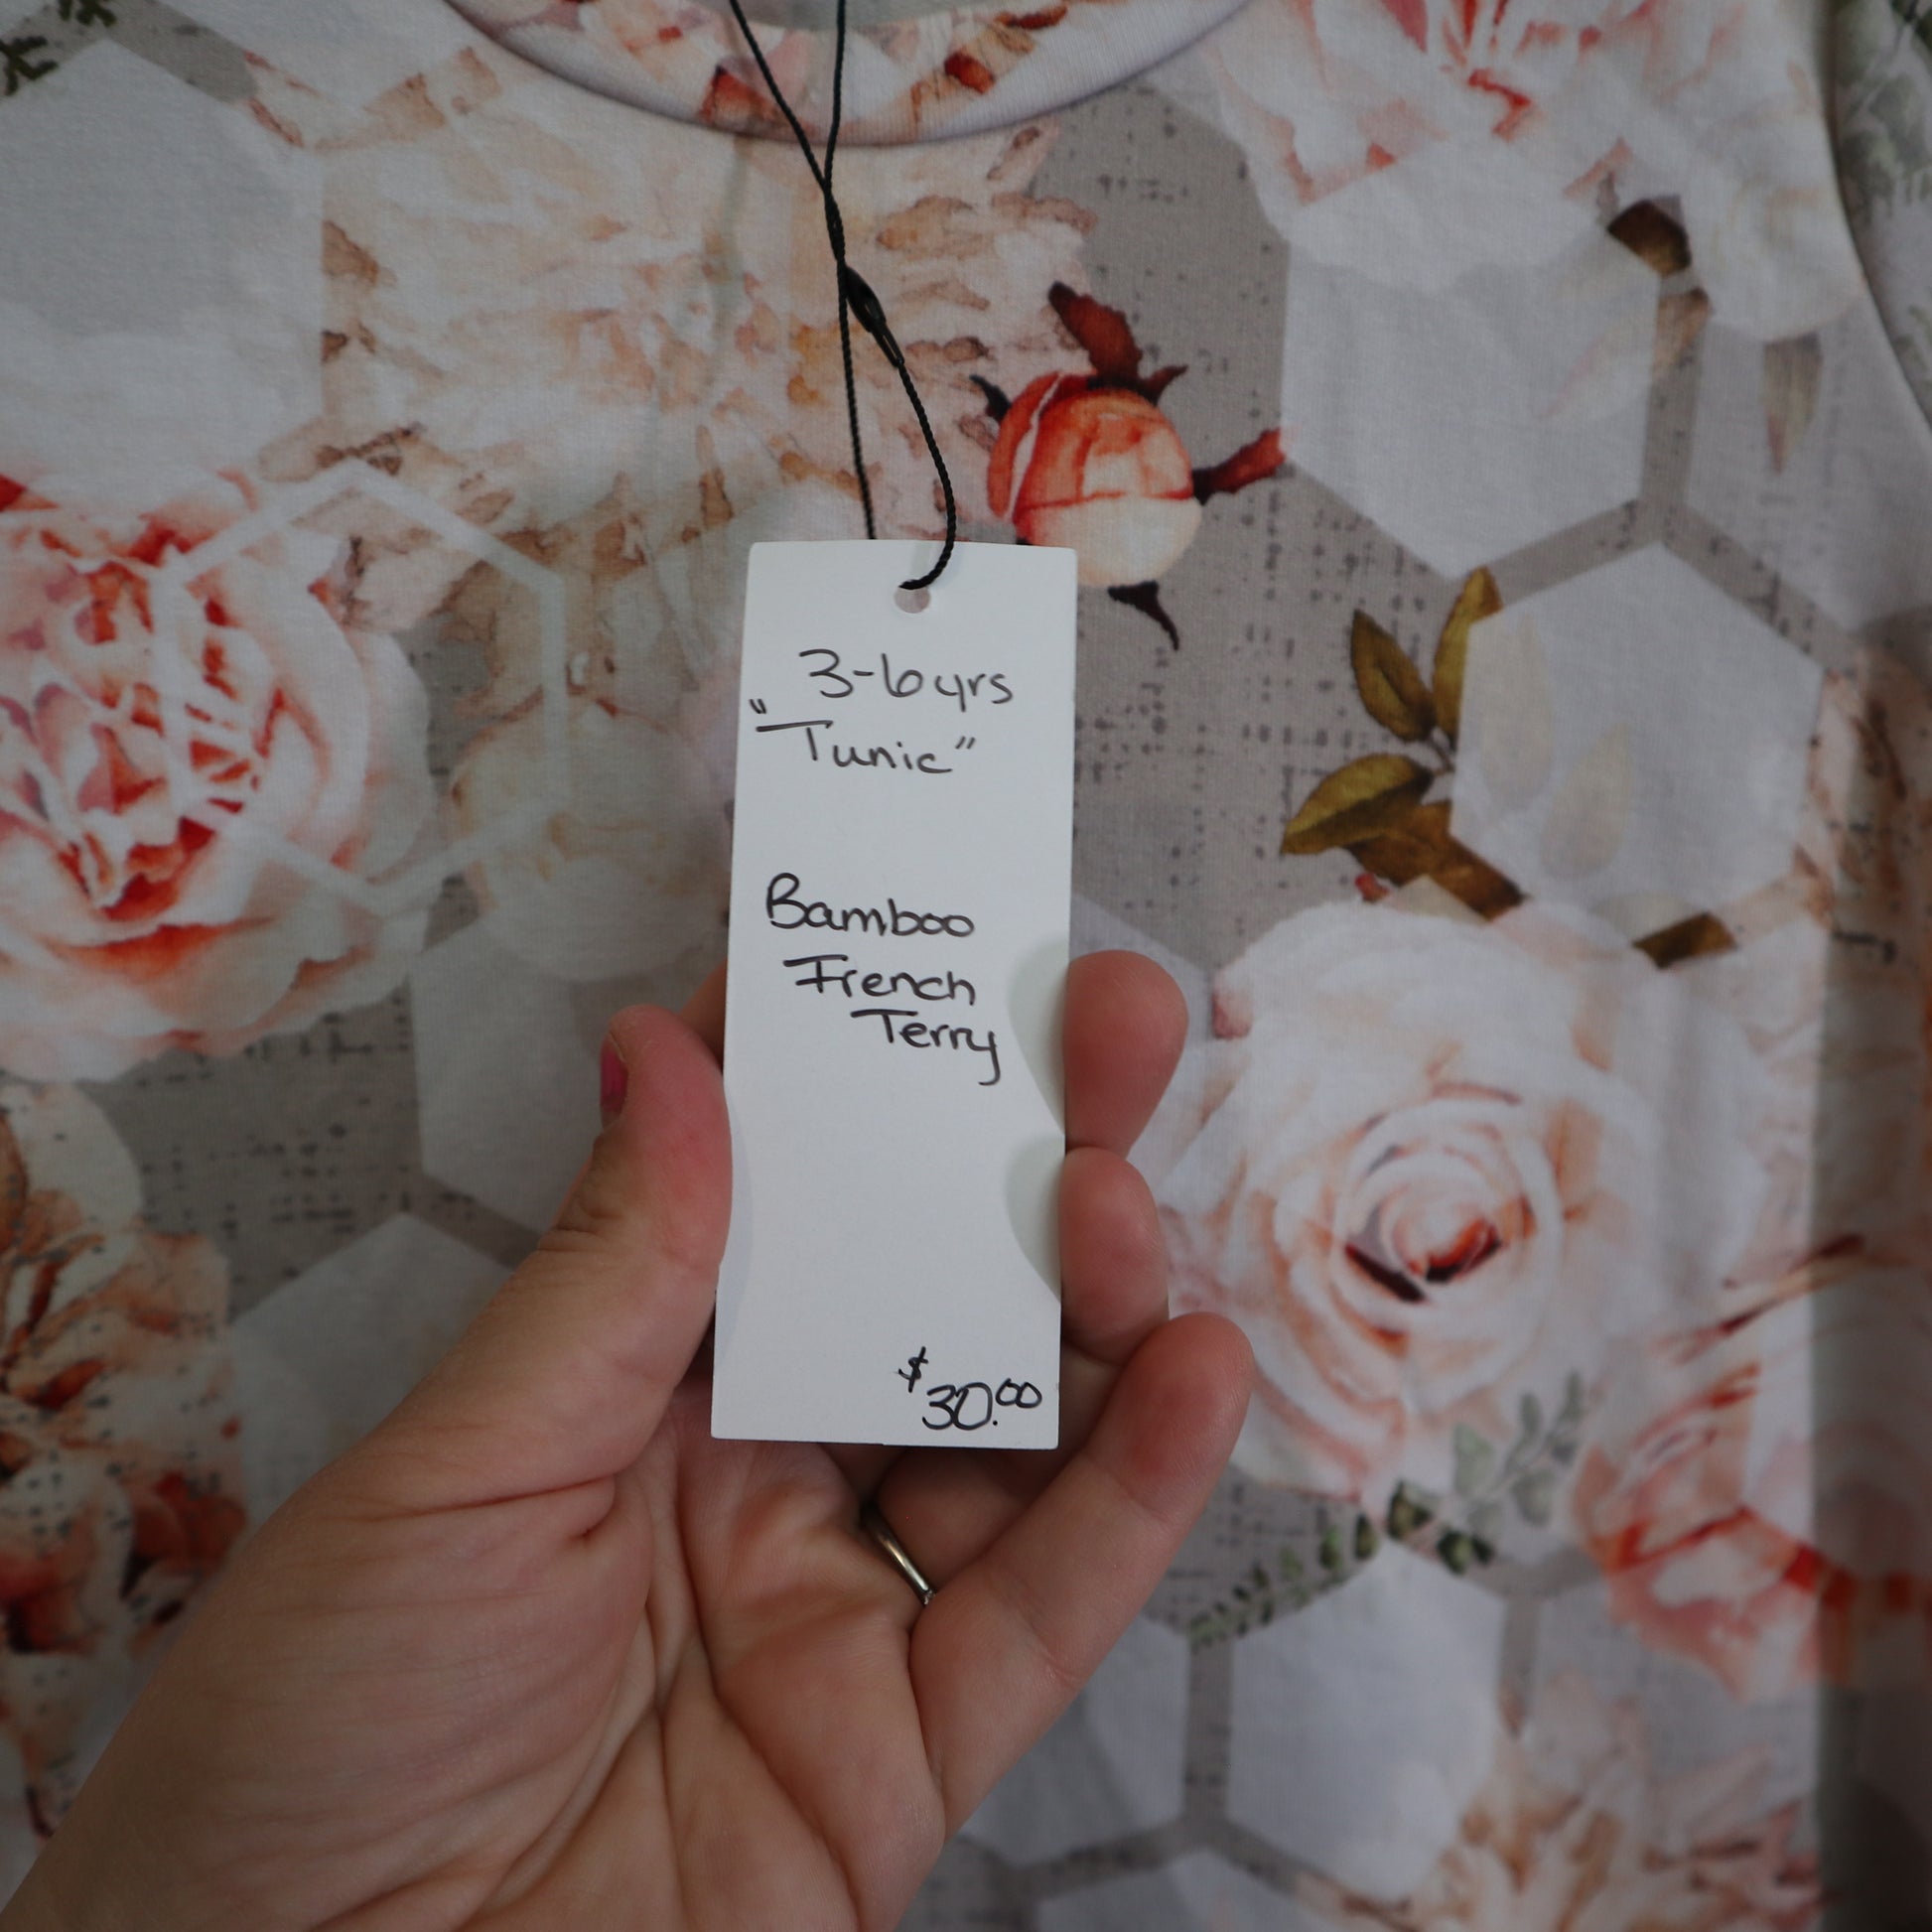 3-6yrs
"Tunic"
Bamboo
French
Terry
$30.00